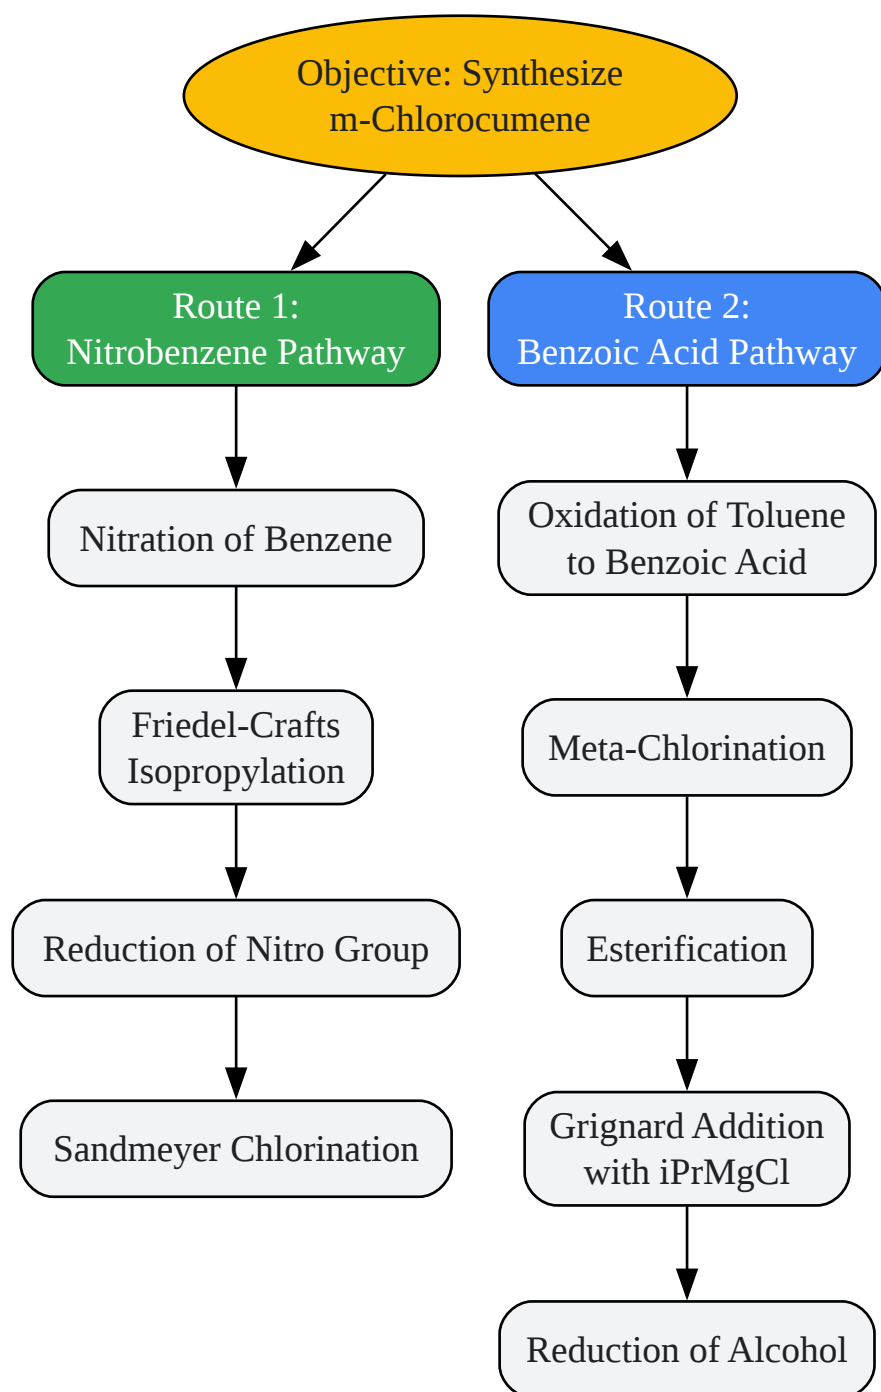 Objective: Synthesize
m-Chlorocumene
Route 1:
Nitrobenzene Pathway
Nitration of Benzene
Friedel-Crafts
Isopropylation
Reduction of Nitro Group
Sandmeyer Chlorination
Route 2:
Benzoic Acid Pathway
Oxidation of Toluene
to Benzoic Acid
Meta-Chlorination
Esterification
Grignard Addition
with iPrMgCl
Reduction of Alcohol